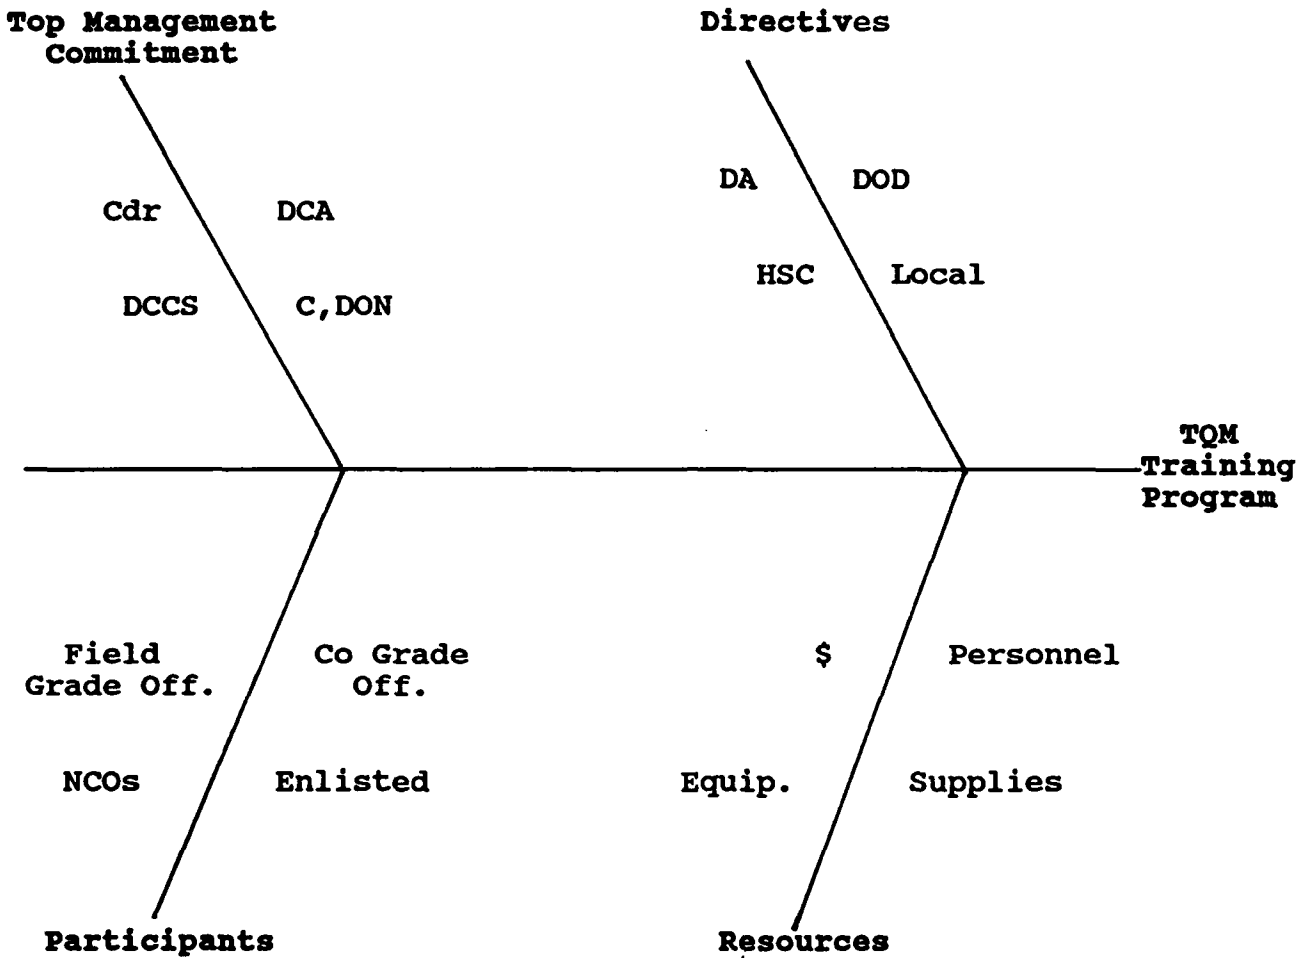 Top Management
Commitment
Directives
DA
DOD
Cdr
DCA
HSC
Local
DCCS
C,DON
TQM
Training
Program
Field
Grade Off.
Co Grade
Off.
$
Personnel
NCOs
Enlisted
Equip.
Supplies
Participants
Resources